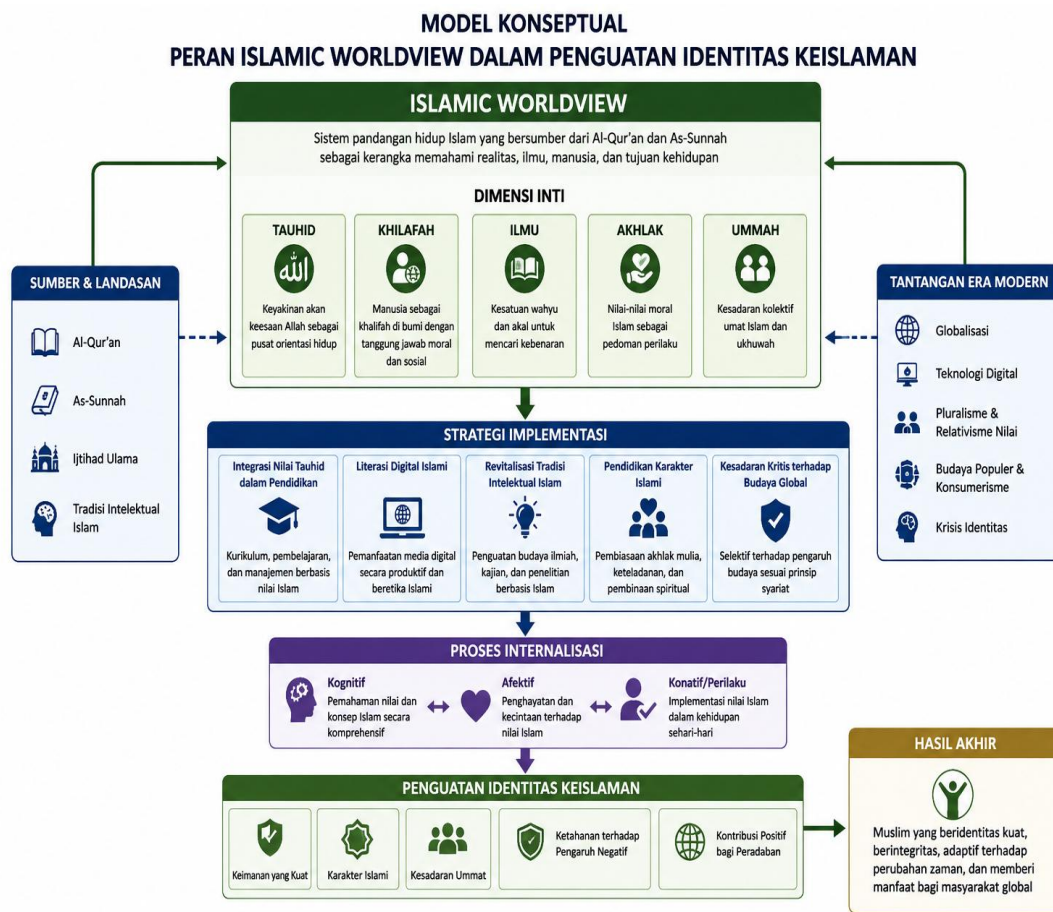 MODEL KONSEPTUAL
PERAN ISLAMIC WORLDVIEW DALAM PENGUATAN IDENTITAS KEISLAMAN
ISLAMIC WORLDVIEW
Sistem pandangan hidup Islam yang bersumber dari Al-Qur'an dan As-Sunnah
sebagai kerangka memahami realitas, ilmu, manusia, dan tujuan kehidupan
DIMENSI INTI
TAUHID
الله
Keyakinan akan
keesaan Allah sebagai
pusat orientasi hidup
KHILAFAH
Manusia sebagai
khalifah di bumi dengan
tanggung jawab moral
dan sosial
ILMU
Kesatuan wahyu
dan akal untuk
mencari kebenaran
AKHLAK
Nilai-nilai moral
Islam sebagai
pedoman perilaku
UMMAH
Kesadaran kolektif
umat Islam dan
ukhuwah
SUMBER & LANDASAN
Al-Qur'an
As-Sunnah
Ijtihad Ulama
Tradisi Intelektual
Islam
TANTANGAN ERA MODERN
Globalisasi
Teknologi Digital
Pluralisme &
Relativisme Nilai
Budaya Populer &
Konsumerisme
Krisis Identitas
STRATEGI IMPLEMENTASI
Integrasi Nilai Tauhid
dalam Pendidikan
Kurikulum, pembelajaran,
dan manajemen berbasis
nilai Islam
Literasi Digital Islami
Pemanfaatan media digital
secara produktif dan
beretika Islami
Revitalisasi Tradisi
Intelektual Islam
Penguatan budaya ilmiah,
kajian, dan penelitian
berbasis Islam
Pendidikan Karakter
Islami
Pembiasaan akhlak mulia,
keteladanan, dan
pembinaan spiritual
Kesadaran Kritis terhadap
Budaya Global
Selektif terhadap pengaruh
budaya sesuai prinsip
syariat
PROSES INTERNALISASI
Kognitif
Pemahaman nilai dan
konsep Islam secara
komprehensif
Afektif
Penghayatan dan
kecintaan terhadap
nilai Islam
Konatif/Perilaku
Implementasi nilai Islam
dalam kehidupan
sehari-hari
PENGUATAN IDENTITAS KEISLAMAN
Keimanan yang Kuat
Karakter Islami
Kesadaran Ummat
Ketahanan terhadap
Pengaruh Negatif
Kontribusi Positif
bagi Peradaban
HASIL AKHIR
Muslim yang beridentitas kuat,
berintegritas, adaptif terhadap
perubahan zaman, dan memberi
manfaat bagi masyarakat global